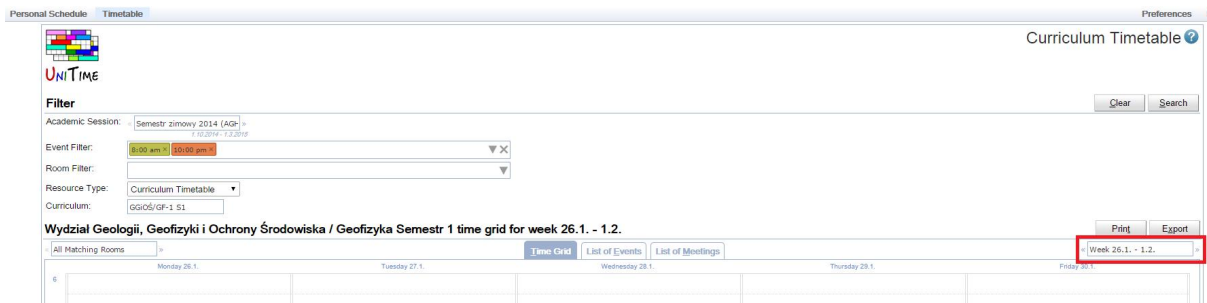 Personal Schedule Timetable Preferences
UNITIME
Curriculum Timetable ?
Filter Clear Search
Academic Session: « Semestr zimowy 2014 (AGH »
1.10.2014 - 1.3.2015
Event Filter: 8:00 am × 10:00 pm ×
Room Filter:
Resource Type: Curriculum Timetable
Curriculum: GGiOŚ/GF-1 S1
Wydział Geologii, Geofizyki i Ochrony Środowiska / Geofizyka Semestr 1 time grid for week 26.1. - 1.2. Print Export
« All Matching Rooms » Time Grid List of Events List of Meetings « Week 26.1. - 1.2. »
Monday 26.1. Tuesday 27.1. Wednesday 28.1. Thursday 29.1. Friday 30.1.
6